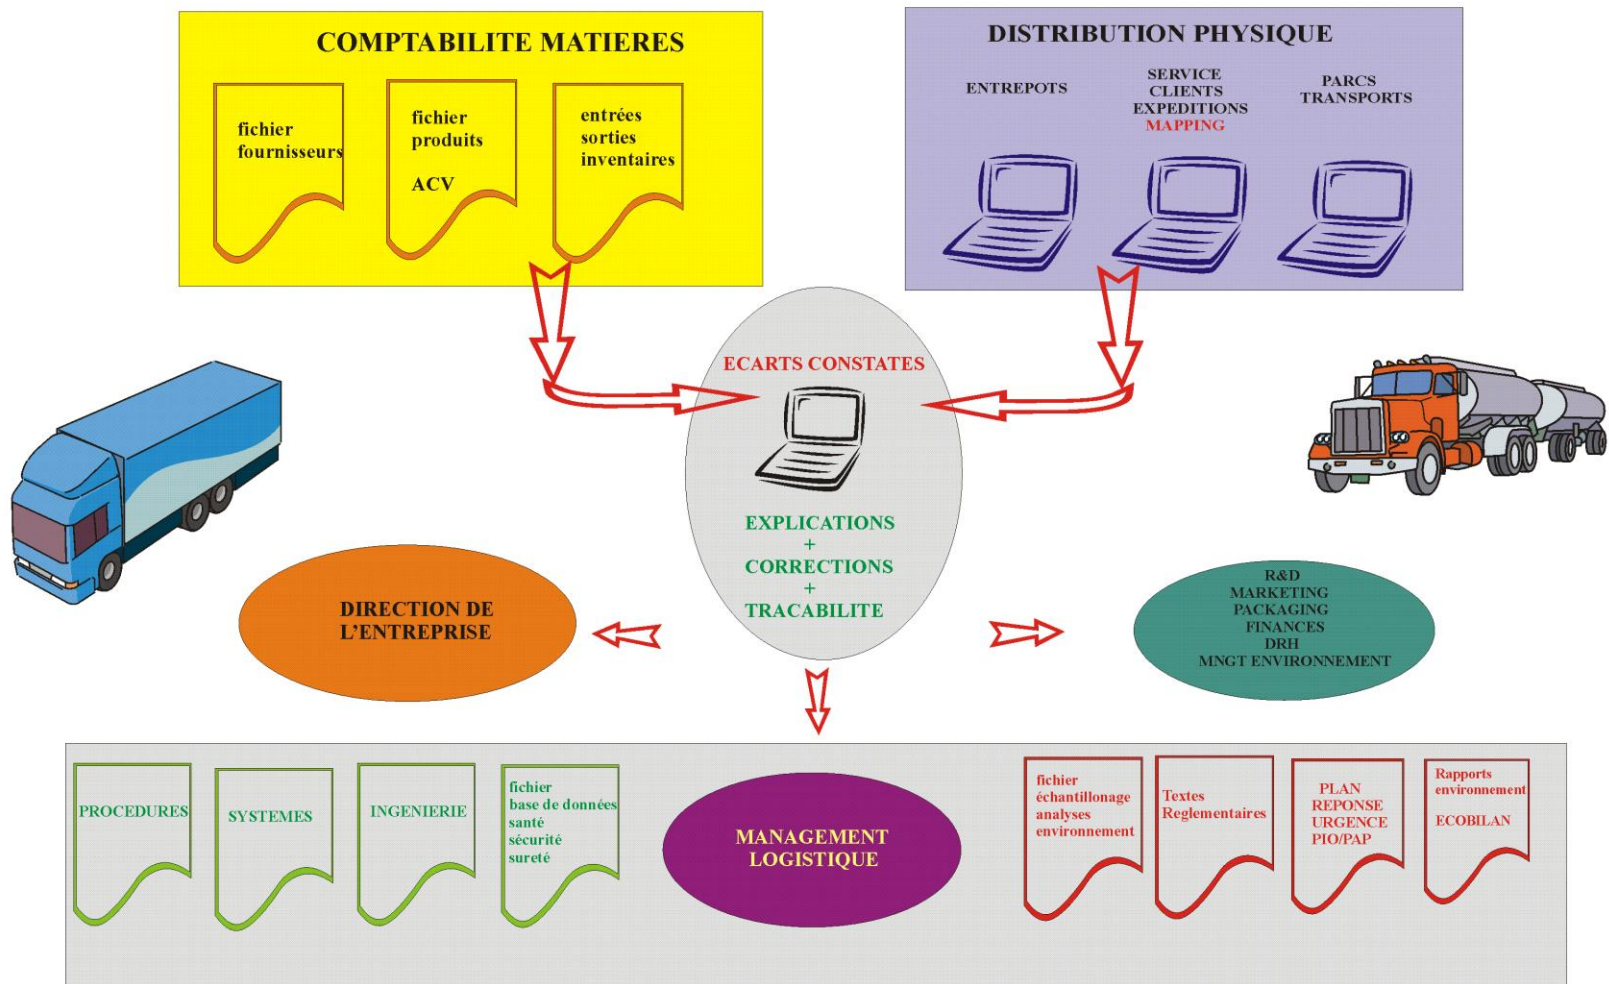 COMPTABILITE MATIERES
fichier
fournisseurs
fichier
produits
ACV
entrées
sorties
inventaires
DISTRIBUTION PHYSIQUE
ENTREPOTS
SERVICE
CLIENTS
EXPEDITIONS
MAPPING
PARCS
TRANSPORTS
ECARTS CONSTATES
EXPLICATIONS
+
CORRECTIONS
+
TRACABILITE
DIRECTION DE
L’ENTREPRISE
R&D
MARKETING
PACKAGING
FINANCES
DRH
MNGT ENVIRONNEMENT
PROCEDURES
SYSTEMES
INGENIERIE
fichier
base de données
santé
sécurité
sureté
MANAGEMENT
LOGISTIQUE
fichier
échantillonage
analyses
environnement
Textes
Reglementaires
PLAN
REPONSE
URGENCE
PIO/PAP
Rapports
environnement
ECOBILAN